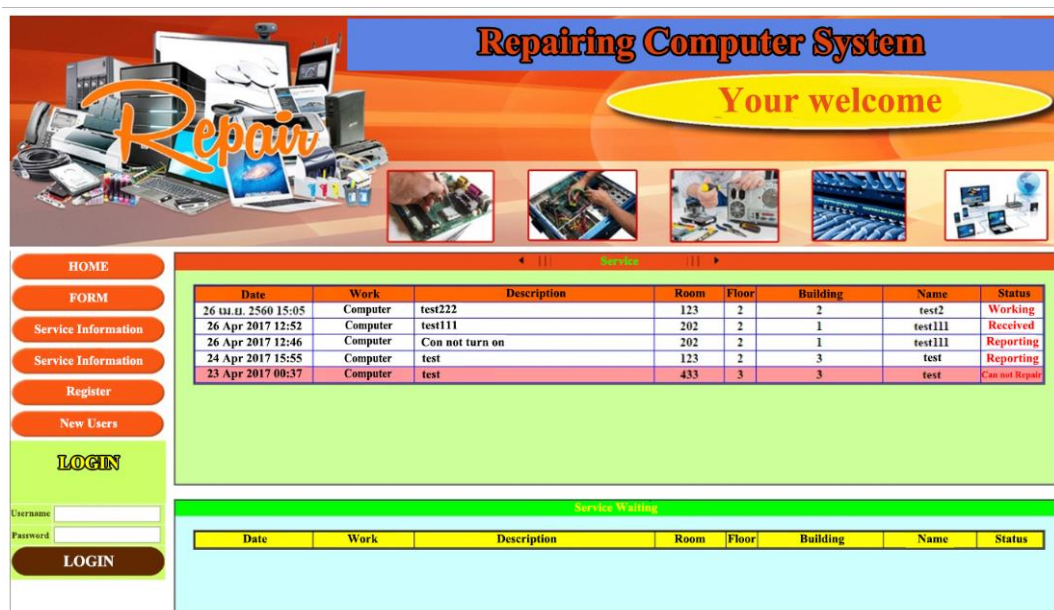 Repairing Computer System
Your welcome
Repair
HOME
FORM
Service Information
Service Information
Register
New Users
LOGIN
Username
Password
LOGIN
Service
Date Work Description Room Floor Building Name Status
26 เม.ย. 2560 15:05 Computer test222 123 2 2 test2 Working
26 Apr 2017 12:52 Computer test111 202 2 1 test111 Received
26 Apr 2017 12:46 Computer Con not turn on 202 2 1 test111 Reporting
24 Apr 2017 15:55 Computer test 123 2 3 test Reporting
23 Apr 2017 00:37 Computer test 433 3 3 test Can not Repair
Service Waiting
Date Work Description Room Floor Building Name Status